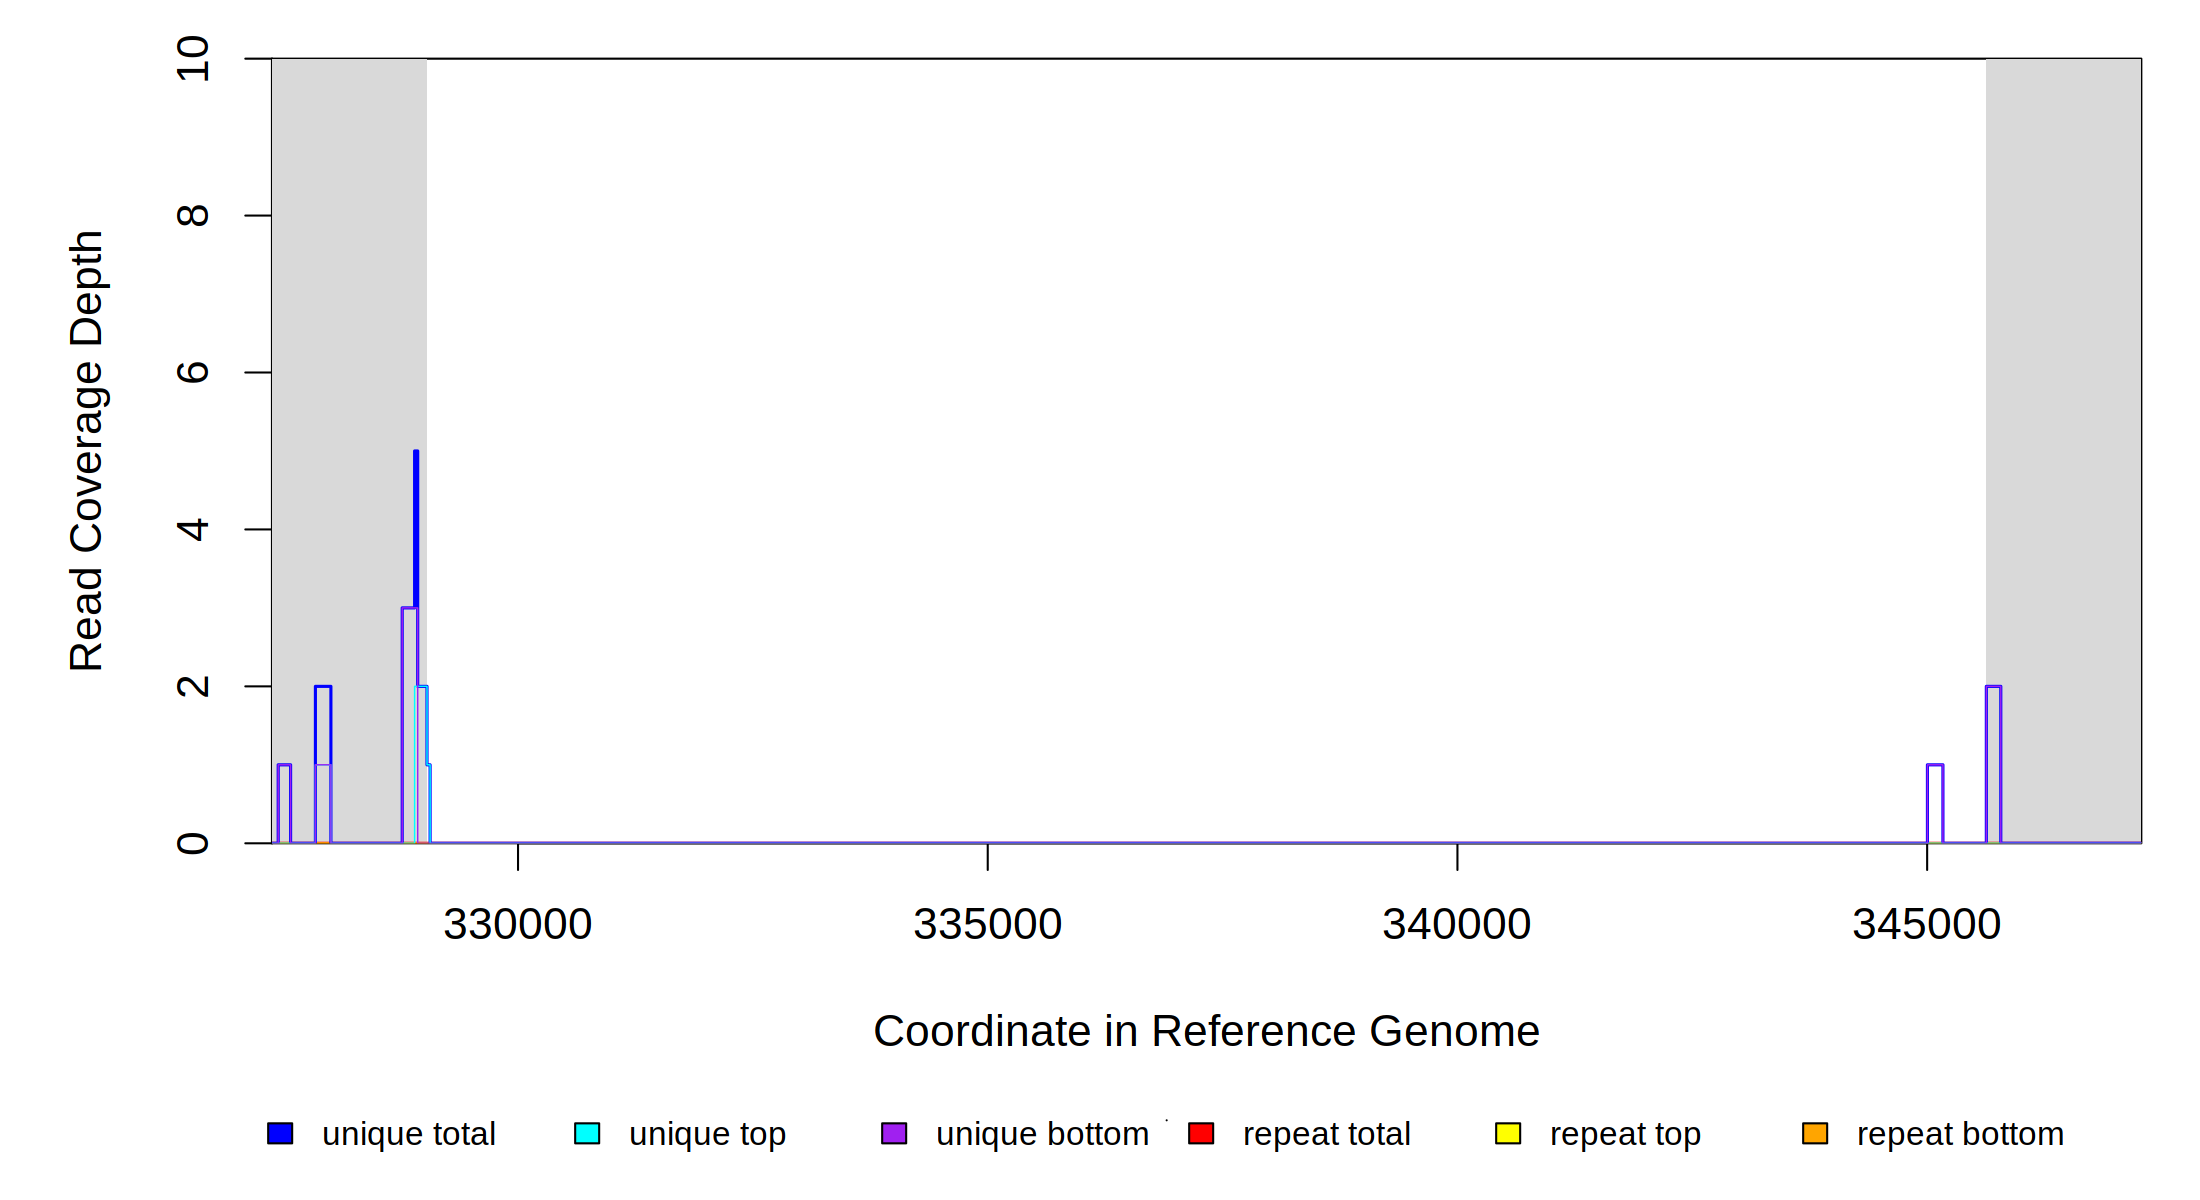 10
8
6
4
2
0
Read Coverage Depth
330000 335000 340000 345000
Coordinate in Reference Genome
unique total unique top unique bottom repeat total repeat top repeat bottom